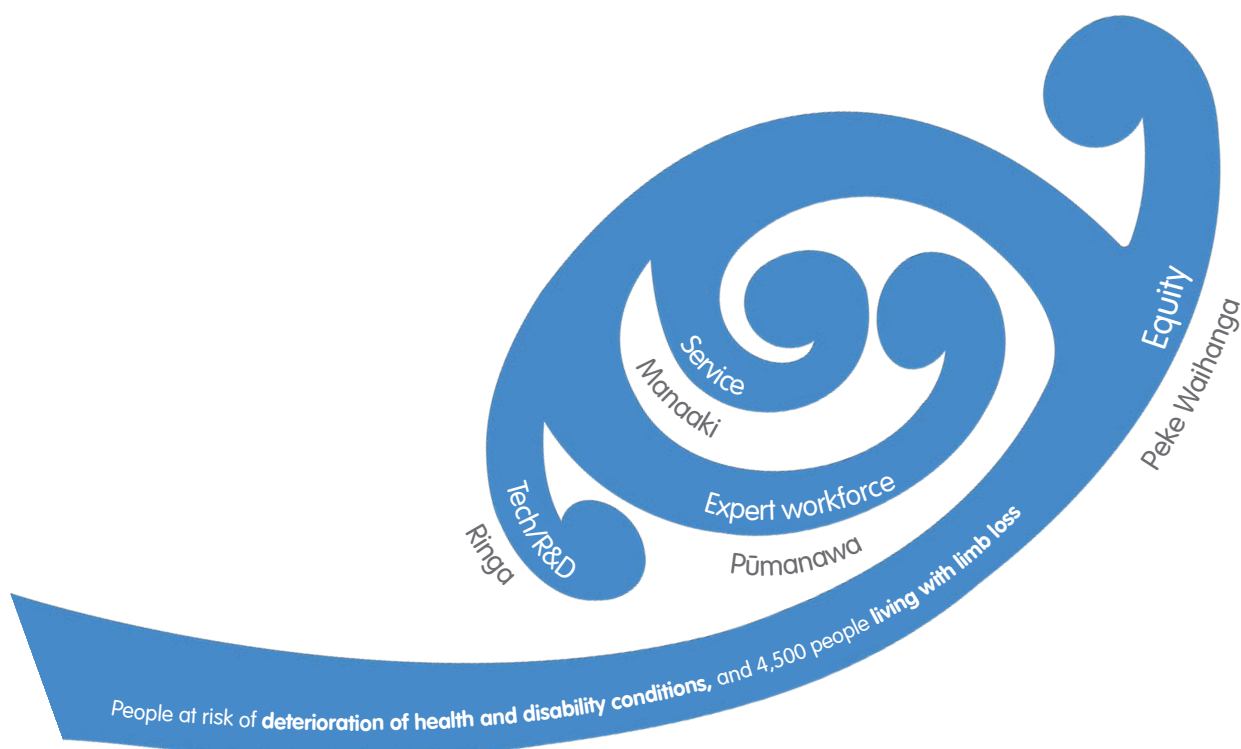 Equity
Peke Waihanga
Service
Manaaki
Expert workforce
Pūmanawa
Tech/R&D
Ringa
People at risk of deterioration of health and disability conditions, and 4,500 people living with limb loss